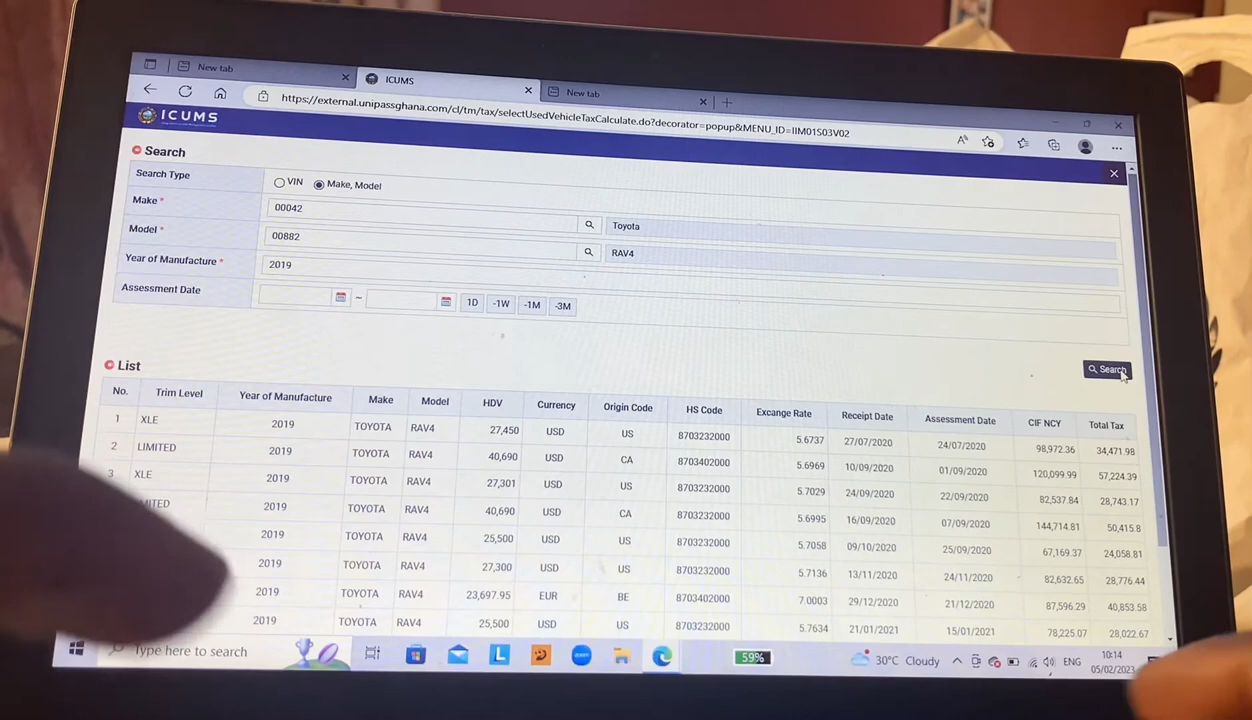 New tab
ICUMS
New tab
https://external.unipassghana.com/cl/tm/tax/selectUsedVehicleTaxCalculate.do?decorator=popup&MENU_ID=IIM01S03V02
ICUMS
Search
Search Type VIN Make, Model
Make * 00042 Toyota
Model * 00882 RAV4
Year of Manufacture * 2019
Assessment Date ~ 1D -1W -1M -3M
Search
List
No. Trim Level Year of Manufacture Make Model HDV Currency Origin Code HS Code Excange Rate Receipt Date Assessment Date CIF NCY Total Tax
1 XLE 2019 TOYOTA RAV4 27,450 USD US 8703232000 5.6737 27/07/2020 24/07/2020 98,972.36 34,471.98
2 LIMITED 2019 TOYOTA RAV4 40,690 USD CA 8703402000 5.6969 10/09/2020 01/09/2020 120,099.99 57,224.39
3 XLE 2019 TOYOTA RAV4 27,301 USD US 8703232000 5.7029 24/09/2020 22/09/2020 82,537.84 28,743.17
2019 TOYOTA RAV4 40,690 USD CA 8703232000 5.6995 16/09/2020 07/09/2020 144,714.81 50,415.8
2019 TOYOTA RAV4 25,500 USD US 8703232000 5.7058 09/10/2020 25/09/2020 67,169.37 24,058.81
2019 TOYOTA RAV4 27,300 USD US 8703232000 5.7136 13/11/2020 24/11/2020 82,632.65 28,776.44
2019 TOYOTA RAV4 23,697.95 EUR BE 8703402000 7.0003 29/12/2020 21/12/2020 87,596.29 40,853.58
2019 TOYOTA RAV4 25,500 USD US 8703232000 5.7634 21/01/2021 15/01/2021 78,225.07 28,022.67
Type here to search
59%
30°C Cloudy
ENG
10:14
05/02/2023